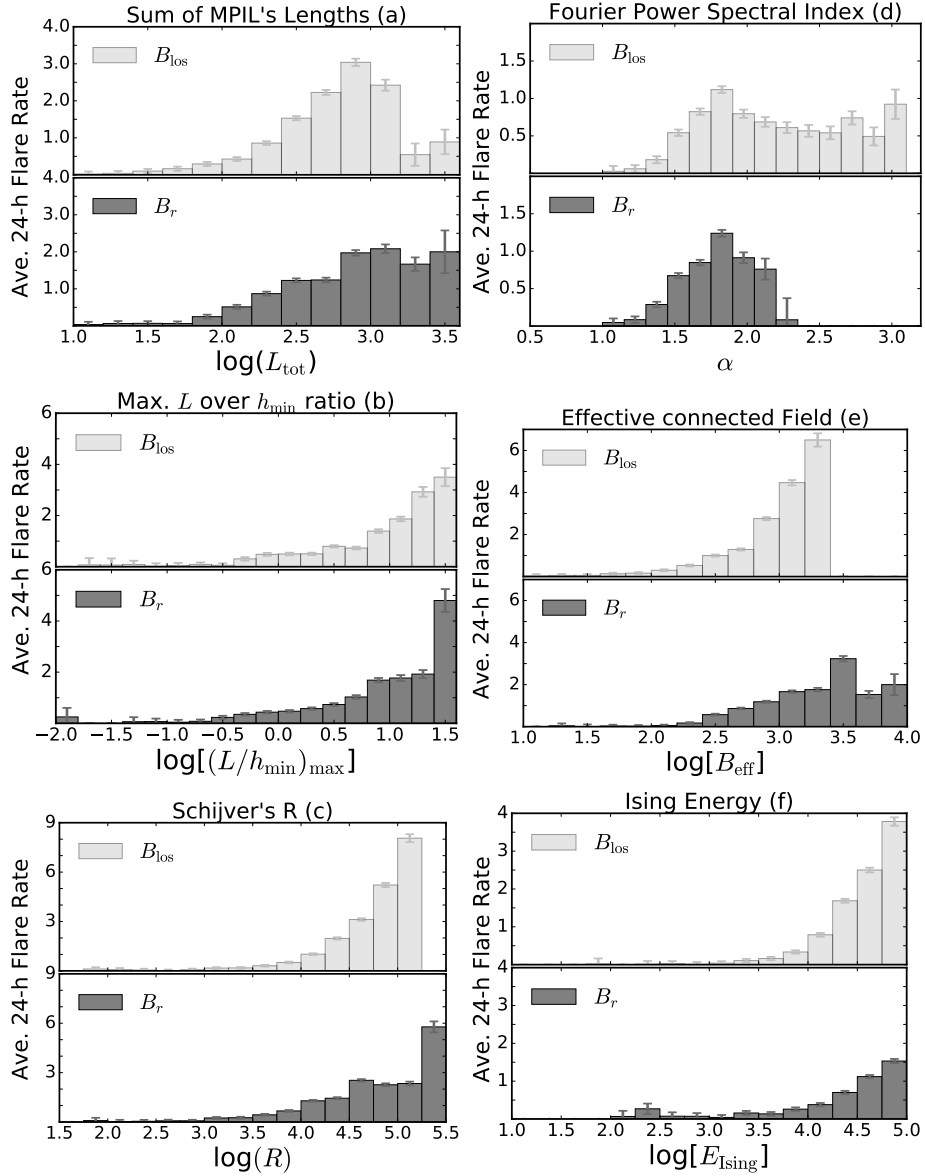 Sum of MPIL's Lengths (a)
4.0
3.0
2.0
1.0
B_los
4.0
3.0
2.0
1.0
B_r
Ave. 24-h Flare Rate
1.0 1.5 2.0 2.5 3.0 3.5
log(L_tot)
Fourier Power Spectral Index (d)
1.5
1.0
0.5
B_los
1.5
1.0
0.5
B_r
Ave. 24-h Flare Rate
0.5 1.0 1.5 2.0 2.5 3.0
α
Max. L over h_min ratio (b)
6
4
2
B_los
6
4
2
B_r
Ave. 24-h Flare Rate
−2.0 −1.5 −1.0 −0.5 0.0 0.5 1.0 1.5
log[(L/h_min)_max]
Effective connected Field (e)
6
4
2
B_los
6
4
2
B_r
Ave. 24-h Flare Rate
1.0 1.5 2.0 2.5 3.0 3.5 4.0
log[B_eff]
Schijver's R (c)
9
6
3
B_los
9
6
3
B_r
Ave. 24-h Flare Rate
1.5 2.0 2.5 3.0 3.5 4.0 4.5 5.0 5.5
log(R)
Ising Energy (f)
4
3
2
1
B_los
4
3
2
1
B_r
Ave. 24-h Flare Rate
1.0 1.5 2.0 2.5 3.0 3.5 4.0 4.5 5.0
log[E_Ising]